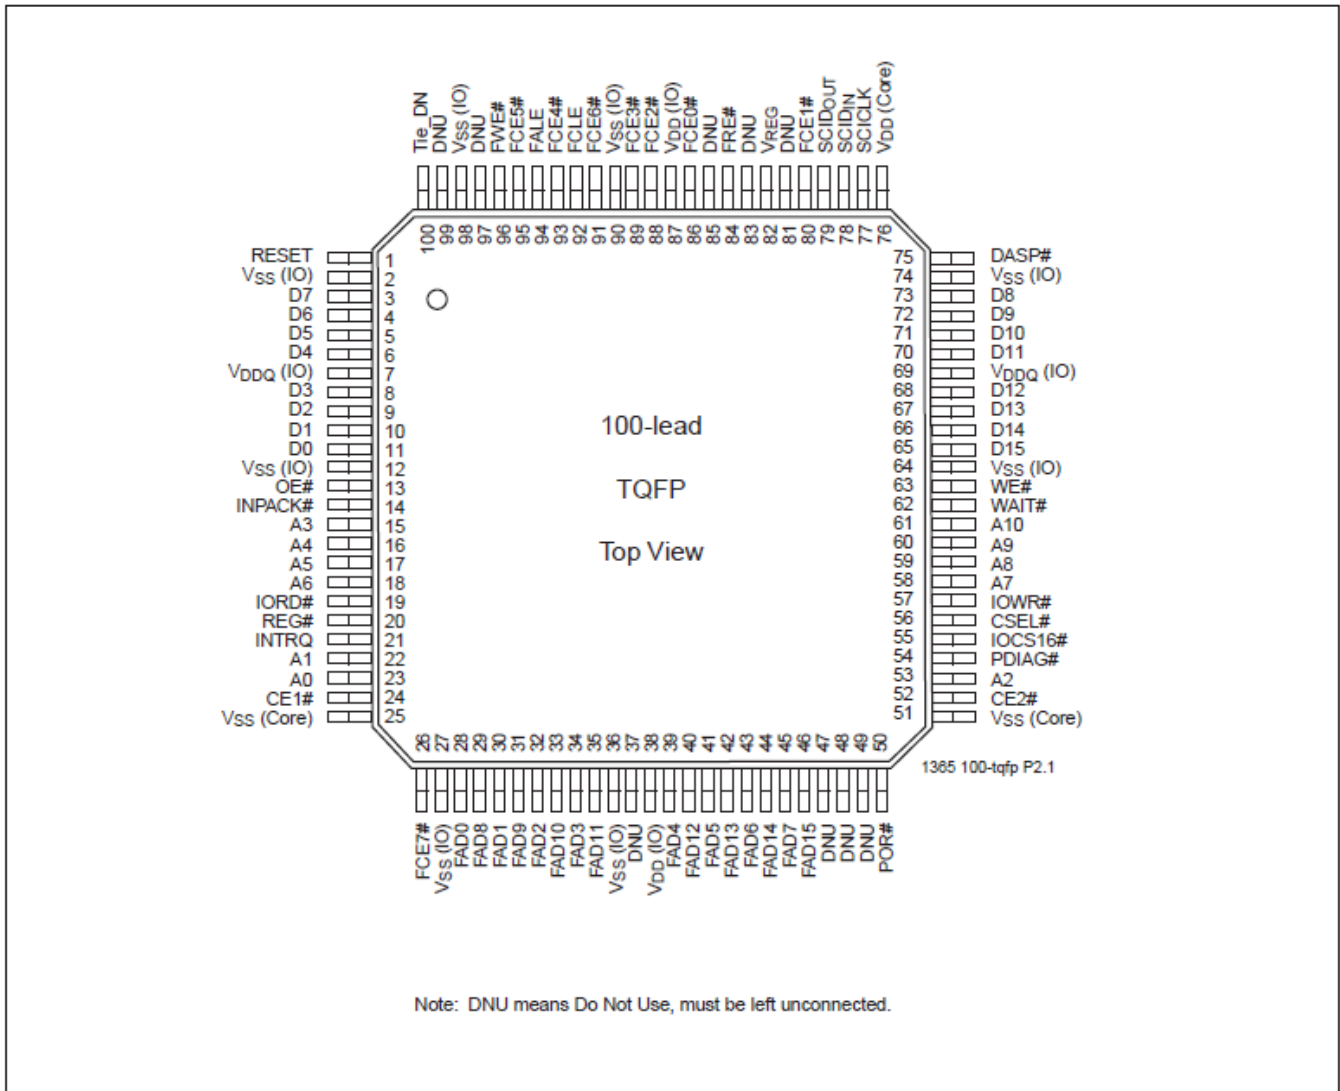 Tie_DN
DNU
VSS (IO)
DNU
FWE#
FCE5#
FALE
FCE4#
FCLE
FCE6#
VSS (IO)
FCE3#
FCE2#
VDD (IO)
FCE0#
DNU
FRE#
DNU
VREG
DNU
FCE1#
SCIDOUT
SCIDIN
SCICLK
VDD (Core)
100 99 98 97 96 95 94 93 92 91 90 89 88 87 86 85 84 83 82 81 80 79 78 77 76
RESET 1 75 DASP#
VSS (IO) 2 74 VSS (IO)
D7 3 73 D8
D6 4 72 D9
D5 5 71 D10
D4 6 70 D11
VDDQ (IO) 7 69 VDDQ (IO)
D3 8 68 D12
D2 9 67 D13
D1 10 66 D14
D0 11 65 D15
VSS (IO) 12 64 VSS (IO)
OE# 13 63 WE#
INPACK# 14 62 WAIT#
A3 15 61 A10
A4 16 60 A9
A5 17 59 A8
A6 18 58 A7
IORD# 19 57 IOWR#
REG# 20 56 CSEL#
INTRQ 21 55 IOCS16#
A1 22 54 PDIAG#
A0 23 53 A2
CE1# 24 52 CE2#
VSS (Core) 25 51 VSS (Core)
100-lead
TQFP
Top View
26 27 28 29 30 31 32 33 34 35 36 37 38 39 40 41 42 43 44 45 46 47 48 49 50
1365 100-tqfp P2.1
FCE7#
VSS (IO)
FAD0
FAD8
FAD1
FAD9
FAD2
FAD10
FAD3
FAD11
VSS (IO)
DNU
VDD (IO)
FAD4
FAD12
FAD5
FAD13
FAD6
FAD14
FAD7
FAD15
DNU
DNU
DNU
POR#
Note: DNU means Do Not Use, must be left unconnected.